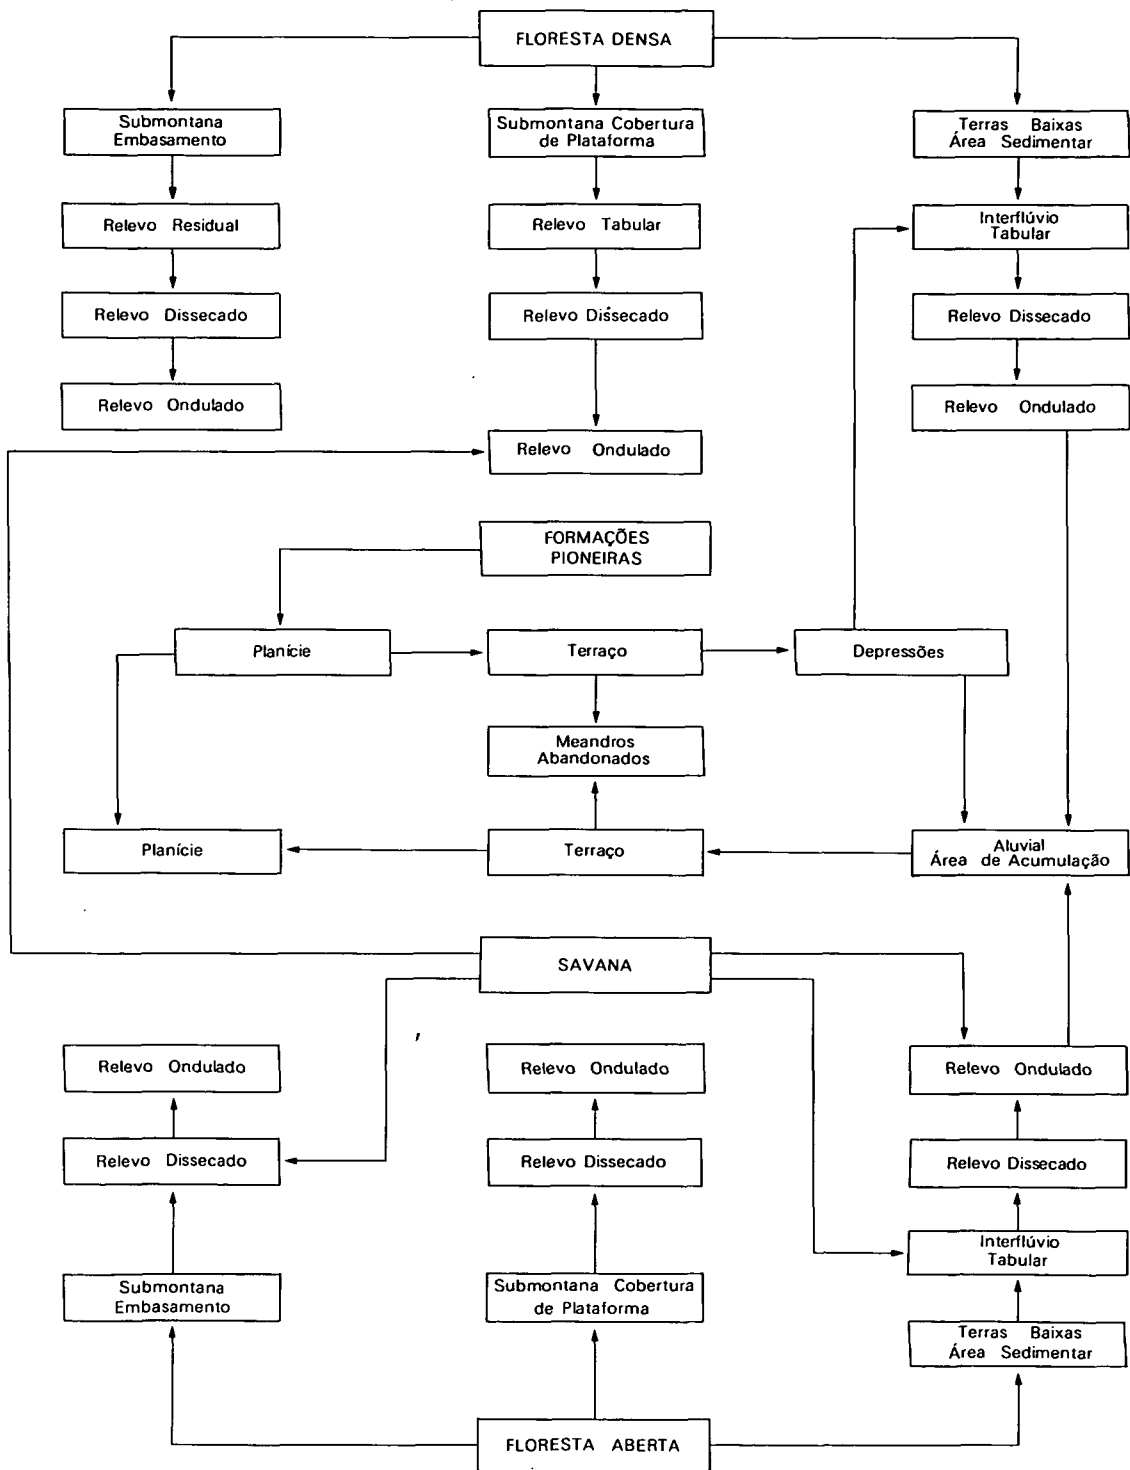 FLORESTA DENSA
Submontana
Embasamento
Submontana Cobertura
de Plataforma
Terras Baixas
Área Sedimentar
Relevo Residual
Relevo Tabular
Interflúvio
Tabular
Relevo Dissecado
Relevo Dissecado
Relevo Dissecado
Relevo Ondulado
Relevo Ondulado
Relevo Ondulado
FORMAÇÕES
PIONEIRAS
Planície
Terraço
Depressões
Meandros
Abandonados
Planície
Terraço
Aluvial
Área de Acumulação
SAVANA
Relevo Ondulado
Relevo Ondulado
Relevo Ondulado
Relevo Dissecado
Relevo Dissecado
Relevo Dissecado
Interflúvio
Tabular
Submontana
Embasamento
Submontana Cobertura
de Plataforma
Terras Baixas
Área Sedimentar
FLORESTA ABERTA